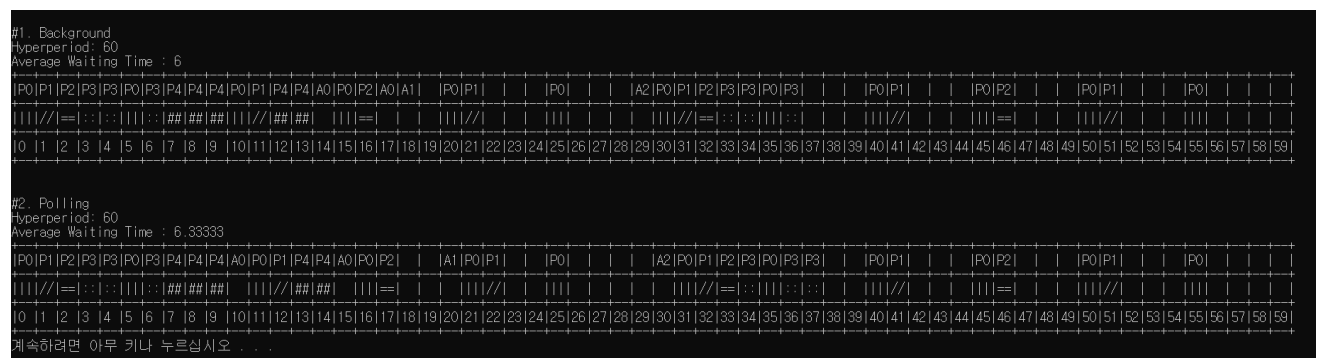 #1. Background
Hyperperiod: 60
Average Waiting Time : 6
+--+--+--+--+--+--+--+--+--+--+--+--+--+--+--+--+--+--+--+--+--+--+--+--+--+--+--+--+--+--+--+--+--+--+--+--+--+--+--+--+--+--+--+--+--+--+--+--+--+--+--+--+--+--+--+--+--+--+--+--+
|P0|P1|P2|P3|P3|P0|P3|P4|P4|P4|P0|P1|P4|P4|A0|P0|P2|A0|A1|  |P0|P1|  |  |  |P0|  |  |  |A2|P0|P1|P2|P3|P3|P0|P3|  |  |  |P0|P1|  |  |  |P0|P2|  |  |  |P0|P1|  |  |  |P0|  |  |  |  |
+--+--+--+--+--+--+--+--+--+--+--+--+--+--+--+--+--+--+--+--+--+--+--+--+--+--+--+--+--+--+--+--+--+--+--+--+--+--+--+--+--+--+--+--+--+--+--+--+--+--+--+--+--+--+--+--+--+--+--+--+
||||//|==|::|::||||::|##|##|##||||//|##|##|  ||||==|  |  |  ||||//|  |  |  ||||  |  |  |  ||||//|==|::|::||||::|  |  |  ||||//|  |  |  ||||==|  |  |  ||||//|  |  |  ||||  |  |  |  |
+--+--+--+--+--+--+--+--+--+--+--+--+--+--+--+--+--+--+--+--+--+--+--+--+--+--+--+--+--+--+--+--+--+--+--+--+--+--+--+--+--+--+--+--+--+--+--+--+--+--+--+--+--+--+--+--+--+--+--+--+
|0 |1 |2 |3 |4 |5 |6 |7 |8 |9 |10|11|12|13|14|15|16|17|18|19|20|21|22|23|24|25|26|27|28|29|30|31|32|33|34|35|36|37|38|39|40|41|42|43|44|45|46|47|48|49|50|51|52|53|54|55|56|57|58|59|
+--+--+--+--+--+--+--+--+--+--+--+--+--+--+--+--+--+--+--+--+--+--+--+--+--+--+--+--+--+--+--+--+--+--+--+--+--+--+--+--+--+--+--+--+--+--+--+--+--+--+--+--+--+--+--+--+--+--+--+--+
#2. Polling
Hyperperiod: 60
Average Waiting Time : 6.33333
+--+--+--+--+--+--+--+--+--+--+--+--+--+--+--+--+--+--+--+--+--+--+--+--+--+--+--+--+--+--+--+--+--+--+--+--+--+--+--+--+--+--+--+--+--+--+--+--+--+--+--+--+--+--+--+--+--+--+--+--+
|P0|P1|P2|P3|P3|P0|P3|P4|P4|P4|A0|P0|P1|P4|P4|A0|P0|P2|  |  |A1|P0|P1|  |  |P0|  |  |  |  |A2|P0|P1|P2|P3|P0|P3|P3|  |  |P0|P1|  |  |  |P0|P2|  |  |  |P0|P1|  |  |  |P0|  |  |  |  |
+--+--+--+--+--+--+--+--+--+--+--+--+--+--+--+--+--+--+--+--+--+--+--+--+--+--+--+--+--+--+--+--+--+--+--+--+--+--+--+--+--+--+--+--+--+--+--+--+--+--+--+--+--+--+--+--+--+--+--+--+
||||//|==|::|::||||::|##|##|##|  ||||//|##|##|  ||||==|  |  |  ||||//|  |  ||||  |  |  |  |  ||||//|==|::||||::|::|  |  ||||//|  |  |  ||||==|  |  |  ||||//|  |  |  ||||  |  |  |  |
+--+--+--+--+--+--+--+--+--+--+--+--+--+--+--+--+--+--+--+--+--+--+--+--+--+--+--+--+--+--+--+--+--+--+--+--+--+--+--+--+--+--+--+--+--+--+--+--+--+--+--+--+--+--+--+--+--+--+--+--+
|0 |1 |2 |3 |4 |5 |6 |7 |8 |9 |10|11|12|13|14|15|16|17|18|19|20|21|22|23|24|25|26|27|28|29|30|31|32|33|34|35|36|37|38|39|40|41|42|43|44|45|46|47|48|49|50|51|52|53|54|55|56|57|58|59|
+--+--+--+--+--+--+--+--+--+--+--+--+--+--+--+--+--+--+--+--+--+--+--+--+--+--+--+--+--+--+--+--+--+--+--+--+--+--+--+--+--+--+--+--+--+--+--+--+--+--+--+--+--+--+--+--+--+--+--+--+
계속하려면 아무 키나 누르십시오 . . .